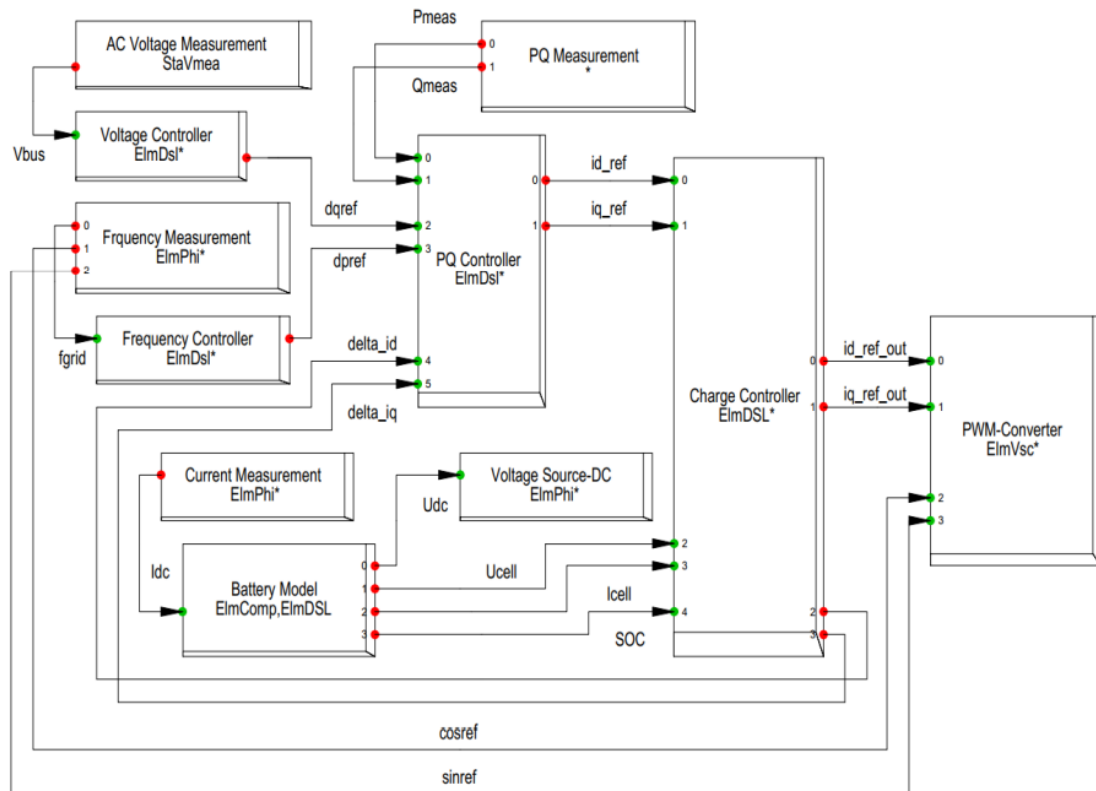 Pmeas
AC Voltage Measurement
StaVmea
0
1
PQ Measurement
*
Qmeas
Voltage Controller
ElmDsl*
Vbus
0
1
2
3
4
5
PQ Controller
ElmDsl*
0
1
id_ref
iq_ref
0
1
dqref
dpref
0
1
2
Frquency Measurement
ElmPhi*
Frequency Controller
ElmDsl*
fgrid
delta_id
delta_iq
Charge Controller
ElmDSL*
0
1
id_ref_out
iq_ref_out
0
1
PWM-Converter
ElmVsc*
2
3
Current Measurement
ElmPhi*
Voltage Source-DC
ElmPhi*
Udc
Idc
Battery Model
ElmComp,ElmDSL
0
1
2
3
Ucell
Icell
SOC
2
3
4
2
3
cosref
sinref